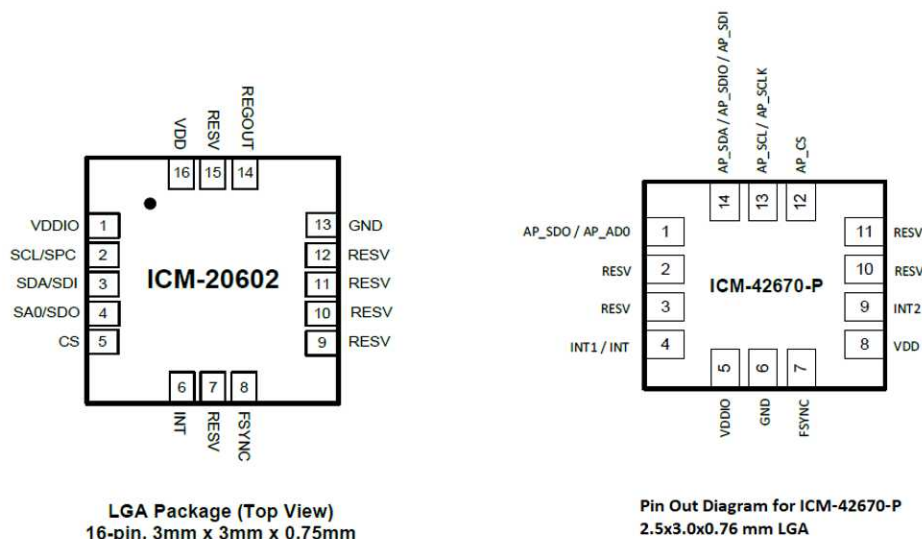 VDD
RESV
REGOUT
16
15
14
VDDIO 1
SCL/SPC 2
SDA/SDI 3
SA0/SDO 4
CS 5
ICM-20602
13 GND
12 RESV
11 RESV
10 RESV
9 RESV
6
7
8
INT
RESV
FSYNC
LGA Package (Top View)
16-pin, 3mm x 3mm x 0.75mm
AP_SDA / AP_SDIO / AP_SDI
AP_SCL / AP_SCLK
AP_CS
14
13
12
AP_SDO / AP_AD0 1
RESV 2
RESV 3
INT1 / INT 4
ICM-42670-P
11 RESV
10 RESV
9 INT2
8 VDD
5
6
7
VDDIO
GND
FSYNC
Pin Out Diagram for ICM-42670-P
2.5x3.0x0.76 mm LGA